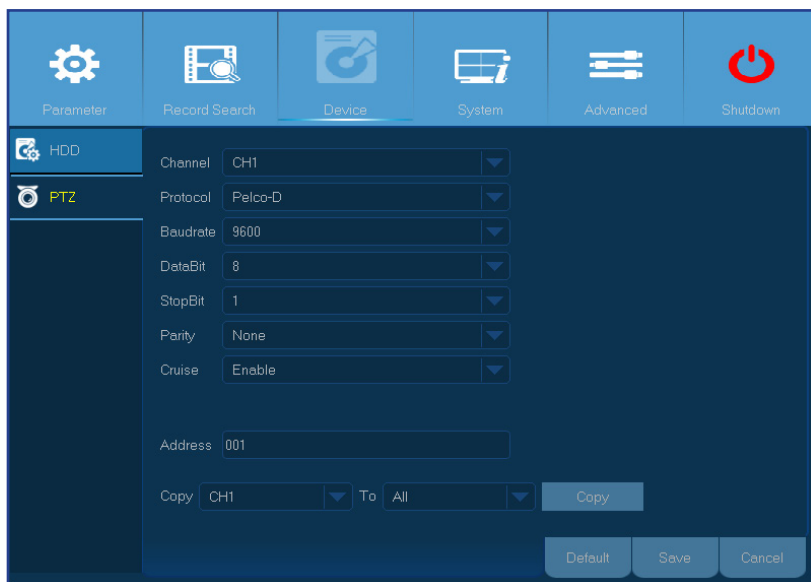 Parameter Record Search Device System Advanced Shutdown
HDD
PTZ
Channel CH1
Protocol Pelco-D
Baudrate 9600
DataBit 8
StopBit 1
Parity None
Cruise Enable
Address 001
Copy CH1 To All Copy
Default Save Cancel